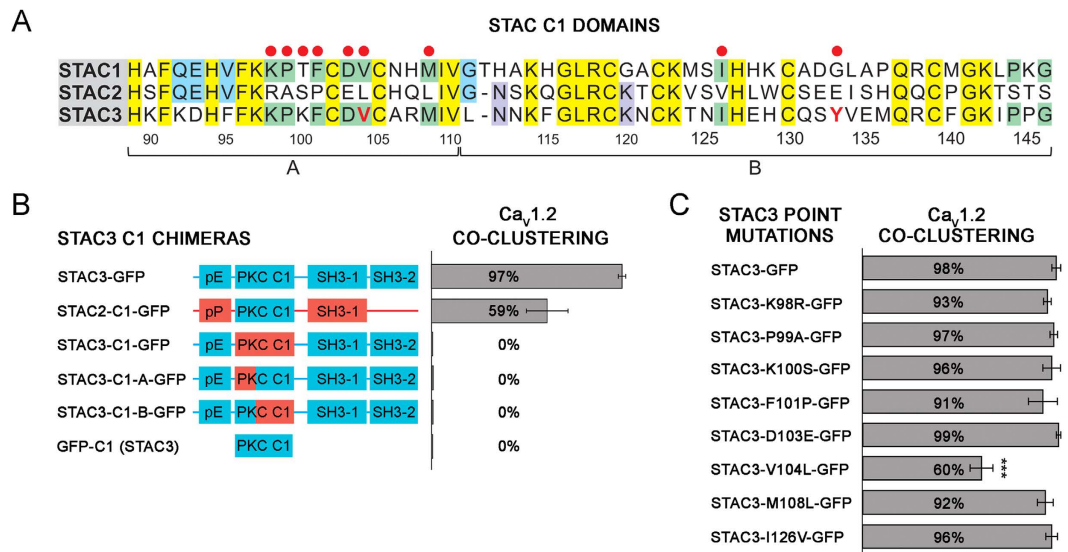 A
STAC C1 DOMAINS
STAC1 HAFQEHVFKKPTFCDVCNHMIVGTHAKHGLRCGACKMSIHHKCADGLAPQRCMGKLPKG
STAC2 HSFQEHVFKRASPCELCHQLIVG-NSKQGLRCKTCKVSVHLWCSEEISHQQCPGKTSTS
STAC3 HKFKDHFFKKPKFCDVCARMIVL-NNKFGLRCKNCKTNIHEHCQSYVEMQRCFGKIPPG
90 95 100 105 110 115 120 125 130 135 140 145
A B
B
STAC3 C1 CHIMERAS
Cav1.2
CO-CLUSTERING
STAC3-GFP pE PKC C1 SH3-1 SH3-2 97%
STAC2-C1-GFP pP PKC C1 SH3-1 59%
STAC3-C1-GFP pE PKC C1 SH3-1 SH3-2 0%
STAC3-C1-A-GFP pE PKC C1 SH3-1 SH3-2 0%
STAC3-C1-B-GFP pE PKC C1 SH3-1 SH3-2 0%
GFP-C1 (STAC3) PKC C1 0%
C
STAC3 POINT
MUTATIONS
Cav1.2
CO-CLUSTERING
STAC3-GFP 98%
STAC3-K98R-GFP 93%
STAC3-P99A-GFP 97%
STAC3-K100S-GFP 96%
STAC3-F101P-GFP 91%
STAC3-D103E-GFP 99%
STAC3-V104L-GFP 60% ***
STAC3-M108L-GFP 92%
STAC3-I126V-GFP 96%